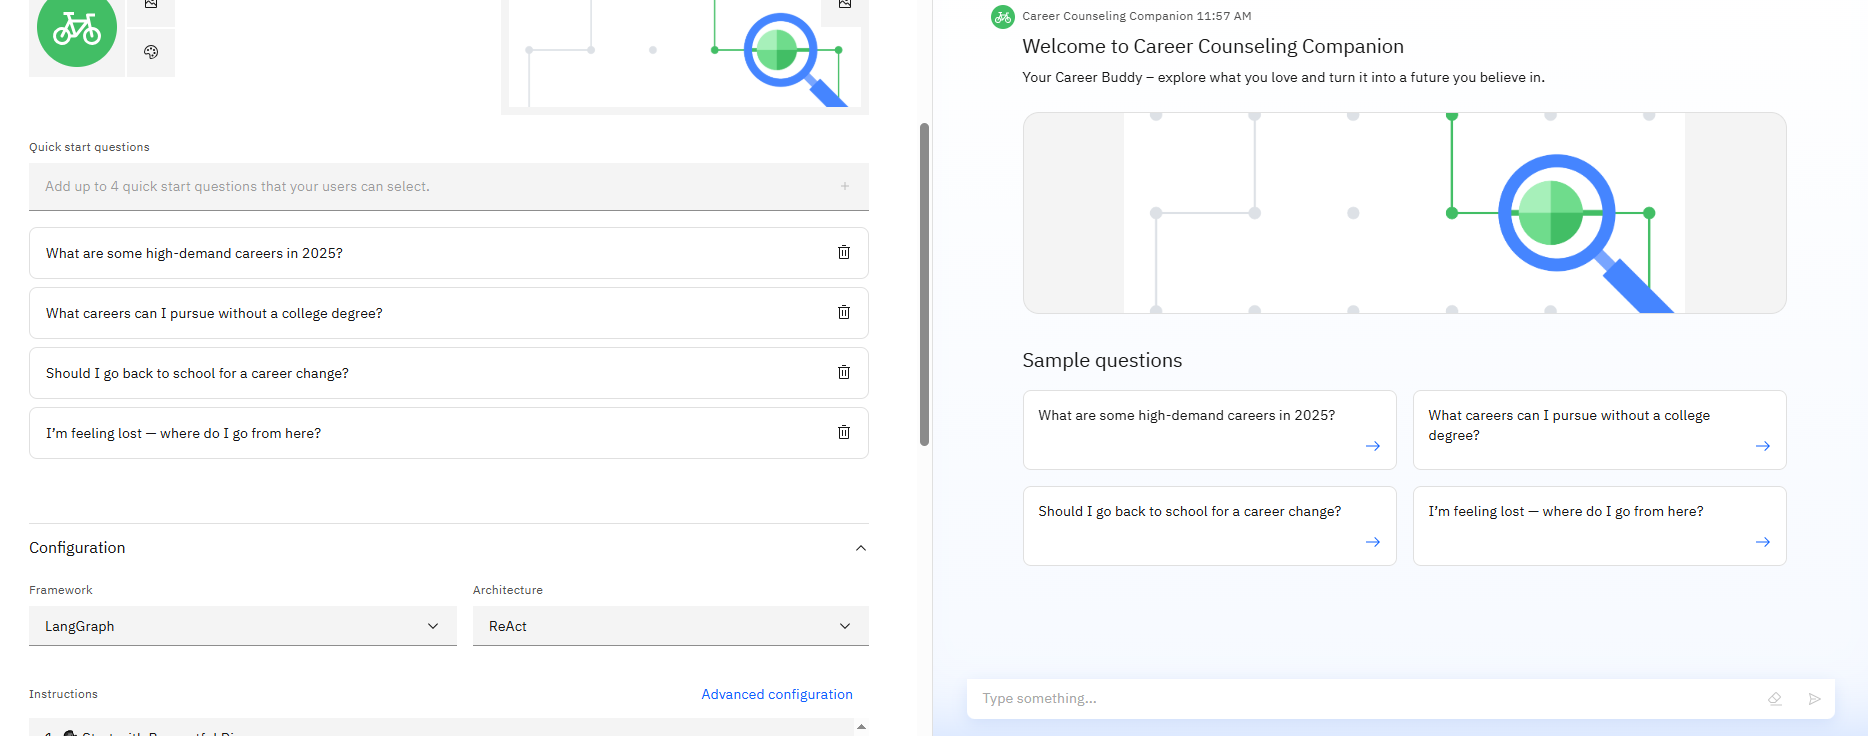 Quick start questions
Add up to 4 quick start questions that your users can select.
What are some high-demand careers in 2025?
What careers can I pursue without a college degree?
Should I go back to school for a career change?
I’m feeling lost — where do I go from here?
Configuration
Framework
Architecture
LangGraph
ReAct
Instructions
Advanced configuration
Career Counseling Companion 11:57 AM
Welcome to Career Counseling Companion
Your Career Buddy – explore what you love and turn it into a future you believe in.
Sample questions
What are some high-demand careers in 2025?
What careers can I pursue without a college
degree?
Should I go back to school for a career change?
I’m feeling lost — where do I go from here?
Type something...